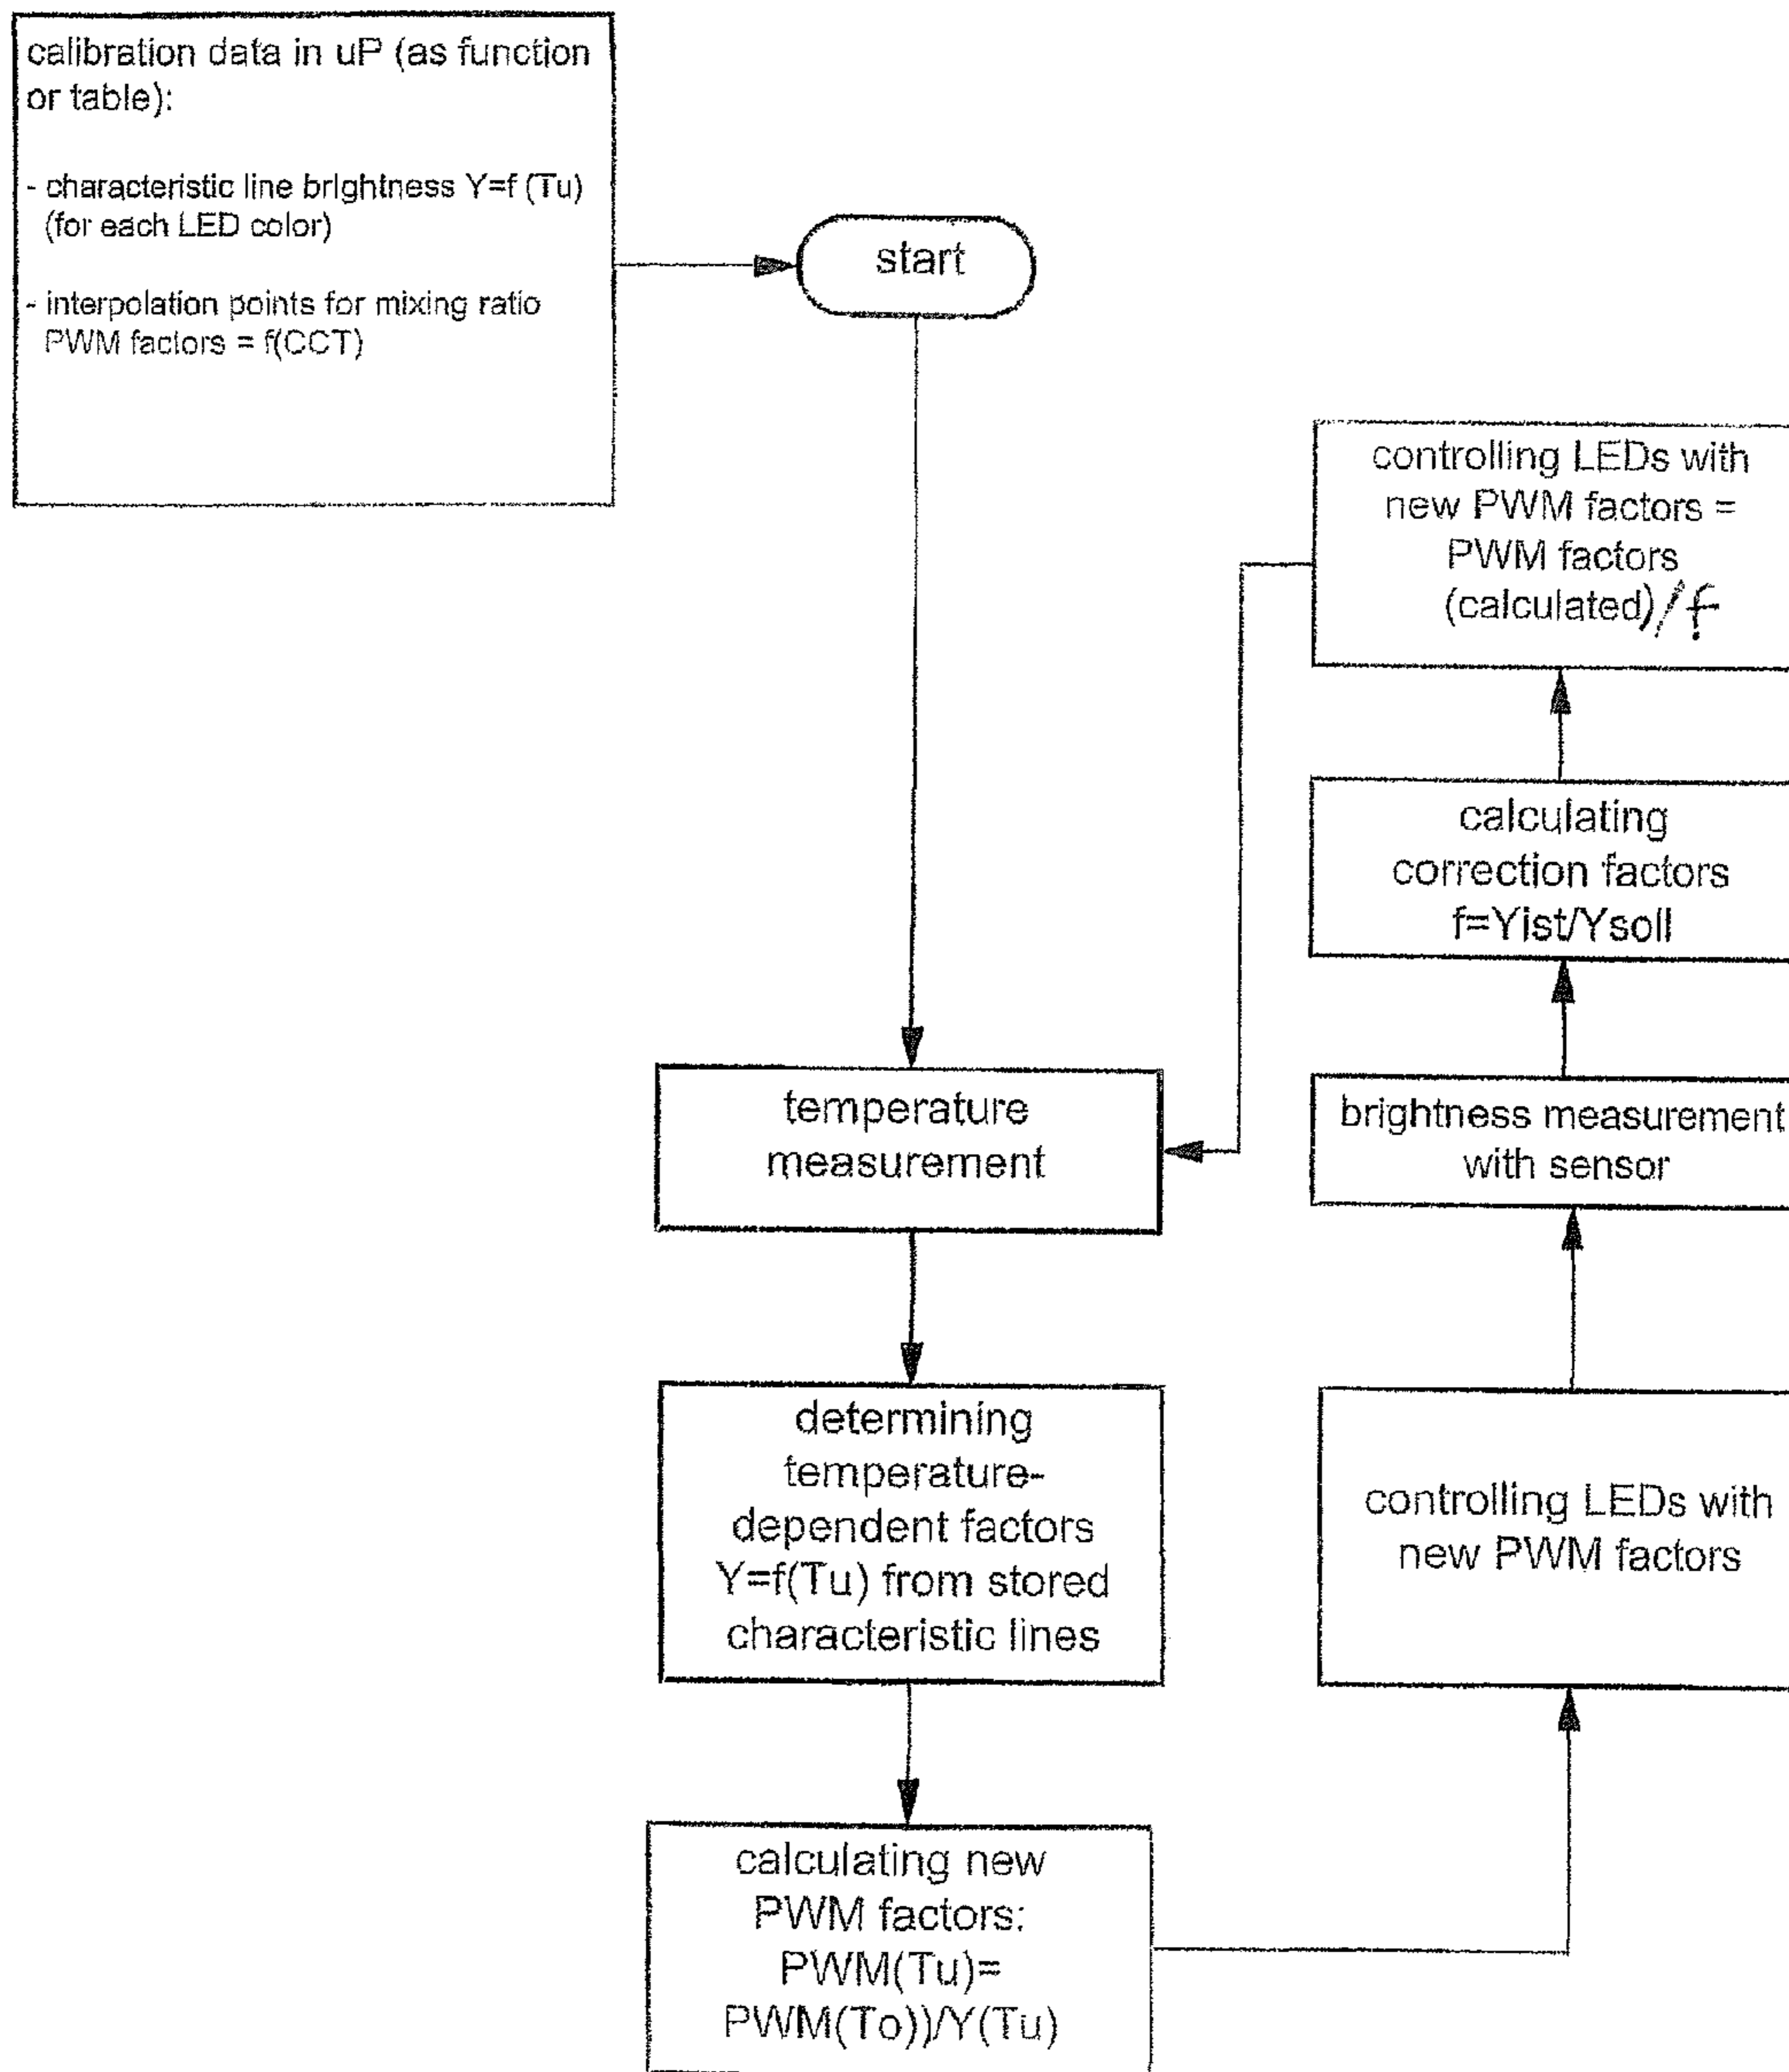 calibration data in uP (as function
or table):
- characteristic line brightness Y=f (Tu)
(for each LED color)
- interpolation points for mixing ratio
PWM factors = f(CCT)
start
temperature
measurement
determining
temperature-
dependent factors
Y=f(Tu) from stored
characteristic lines
calculating new
PWM factors:
PWM(Tu)=
PWM(To))/Y(Tu)
controlling LEDs with
new PWM factors
brightness measurement
with sensor
calculating
correction factors
f=Yist/Ysoll
controlling LEDs with
new PWM factors =
PWM factors
(calculated)/f